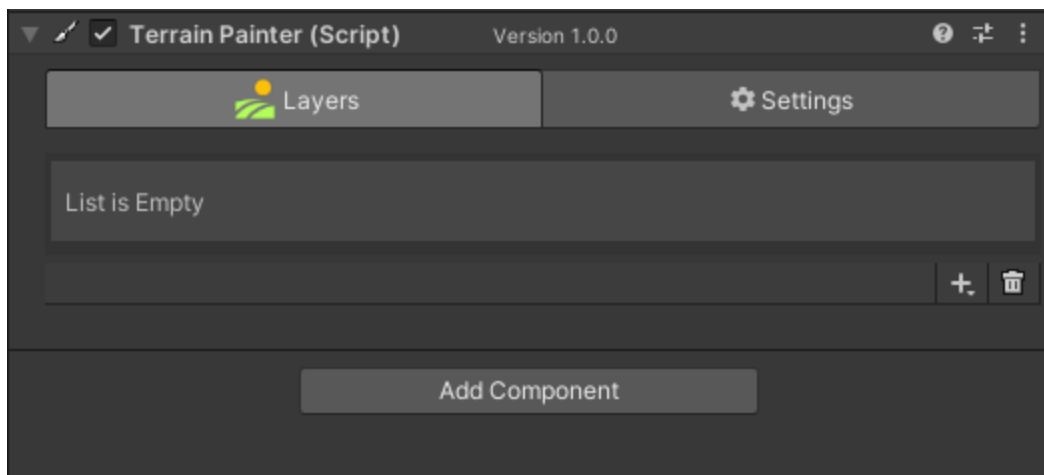 Terrain Painter (Script) Version 1.0.0
Layers Settings
List is Empty
Add Component